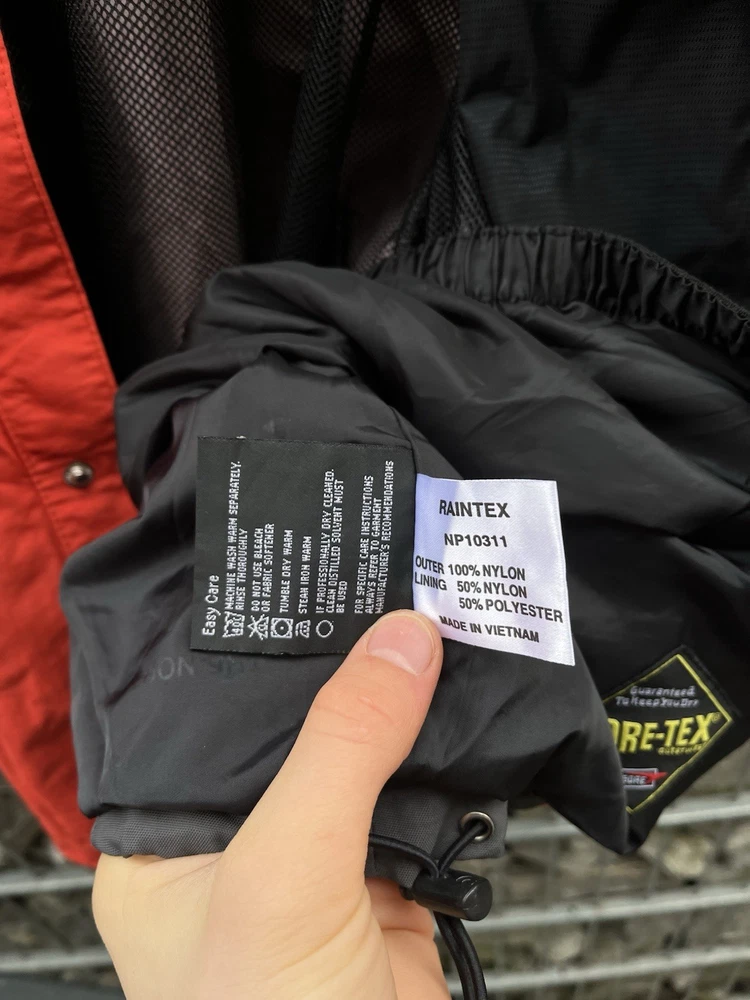 Easy Care
MACHINE WASH WARM SEPARATELY.
RINSE THOROUGHLY
DO NOT USE BLEACH
OR FABRIC SOFTENER
TUMBLE DRY WARM
STEAM IRON WARM
IF PROFESSIONALLY DRY CLEANED.
CLEAN DISTILLED SOLVENT MUST
BE USED
FOR SPECIFIC CARE INSTRUCTIONS
ALWAYS REFER TO GARMENT
MANUFACTURER'S RECOMMENDATIONS
RAINTEX
NP10311
OUTER 100% NYLON
LINING 50% NYLON
50% POLYESTER
MADE IN VIETNAM
Guaranteed
To Keep You Dry
ORE-TEX®
outerwear
GORE